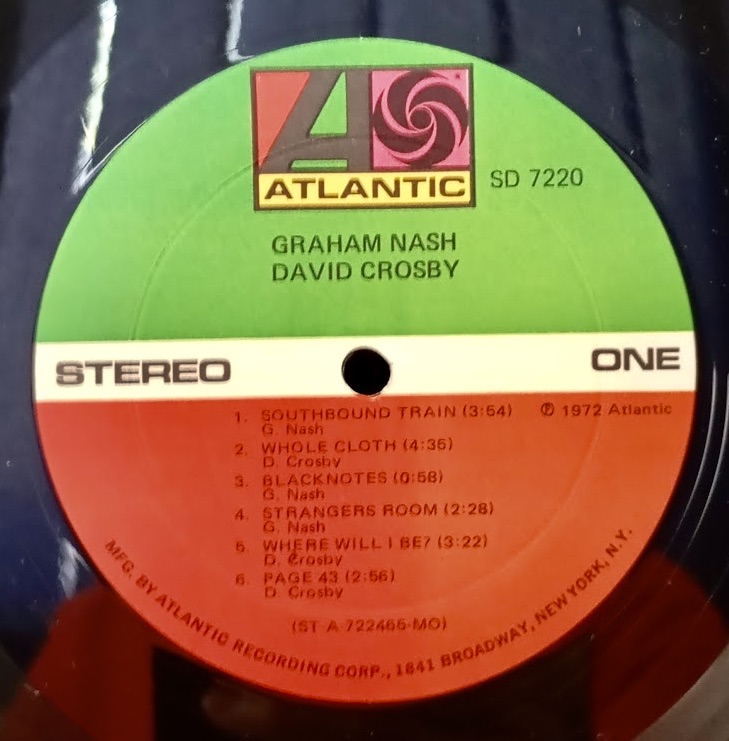 ATLANTIC
SD 7220
GRAHAM NASH
DAVID CROSBY
STEREO
ONE
1. SOUTHBOUND TRAIN (3:54)
G. Nash
℗ 1972 Atlantic
2. WHOLE CLOTH (4:35)
D. Crosby
3. BLACKNOTES (0:58)
G. Nash
4. STRANGERS ROOM (2:28)
G. Nash
5. WHERE WILL I BE? (3:22)
D. Crosby
6. PAGE 43 (2:56)
D. Crosby
(ST-A-722465-MO)
MFG. BY ATLANTIC RECORDING CORP., 1841 BROADWAY, NEW YORK, N.Y.